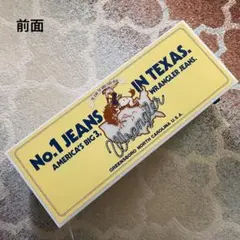 前面
No.1 JEANS IN TEXAS.
AMERICA'S BIG 3. WRANGLER JEANS.
Wrangler
GREENSBORO NORTH CAROLINA U.S.A.